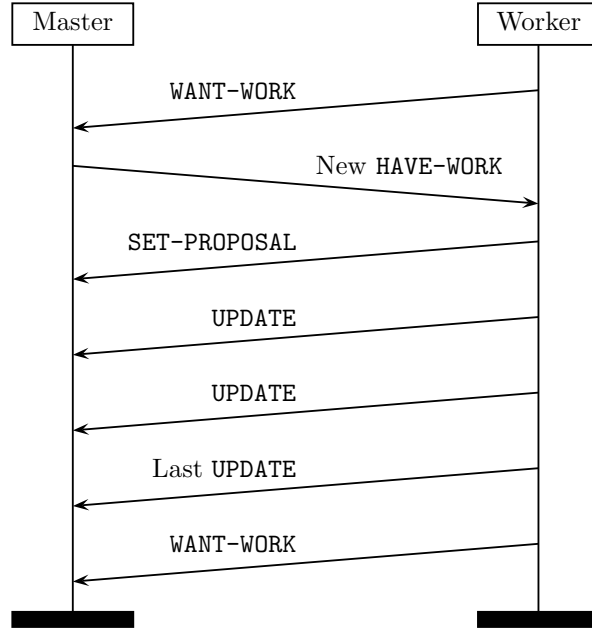 Master
Worker
WANT-WORK
New HAVE-WORK
SET-PROPOSAL
UPDATE
UPDATE
Last UPDATE
WANT-WORK